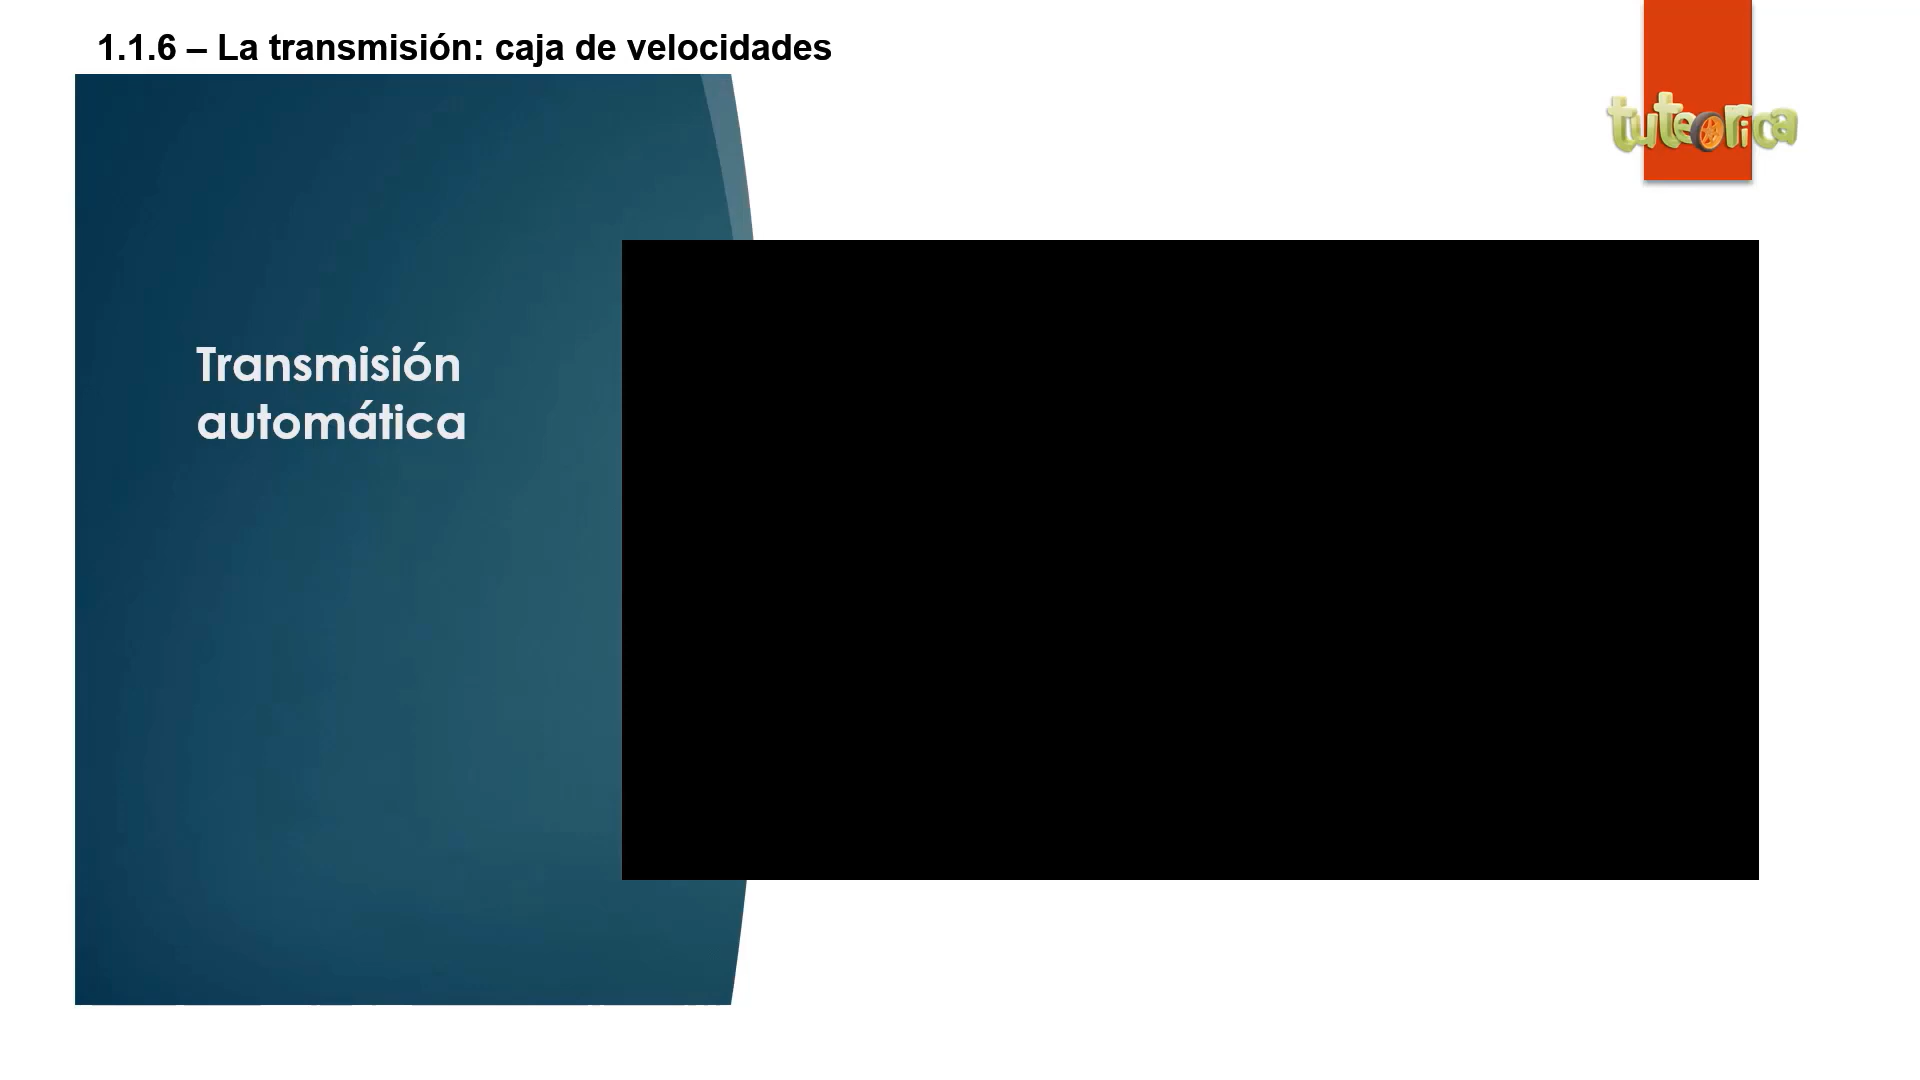 1.1.6 – La transmisión: caja de velocidades
tuteorica
Transmisión
automática